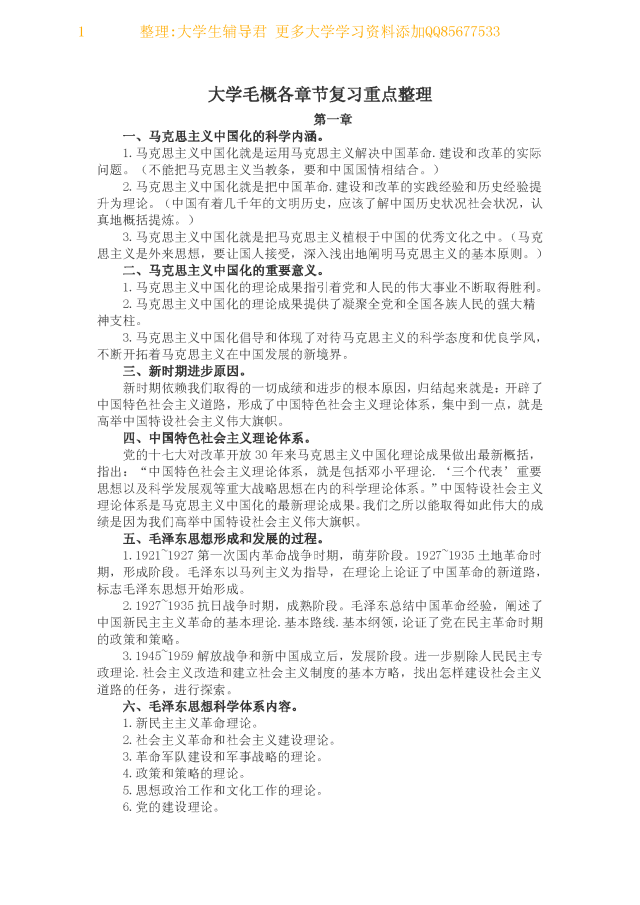 1 整理:大学生辅导君 更多大学学习资料添加QQ85677533
大学毛概各章节复习重点整理
第一章
一、马克思主义中国化的科学内涵。
1.马克思主义中国化就是运用马克思主义解决中国革命.建设和改革的实际
问题。（不能把马克思主义当教条，要和中国国情相结合。）
2.马克思主义中国化就是把中国革命.建设和改革的实践经验和历史经验提
升为理论。（中国有着几千年的文明历史，应该了解中国历史状况社会状况，认
真地概括提炼。）
3.马克思主义中国化就是把马克思主义植根于中国的优秀文化之中。（马克
思主义是外来思想，要让国人接受，深入浅出地阐明马克思主义的基本原则。）
二、马克思主义中国化的重要意义。
1.马克思主义中国化的理论成果指引着党和人民的伟大事业不断取得胜利。
2.马克思主义中国化的理论成果提供了凝聚全党和全国各族人民的强大精
神支柱。
3.马克思主义中国化倡导和体现了对待马克思主义的科学态度和优良学风，
不断开拓着马克思主义在中国发展的新境界。
三、新时期进步原因。
新时期依赖我们取得的一切成绩和进步的根本原因，归结起来就是：开辟了
中国特色社会主义道路，形成了中国特色社会主义理论体系，集中到一点，就是
高举中国特设社会主义伟大旗帜。
四、中国特色社会主义理论体系。
党的十七大对改革开放 30 年来马克思主义中国化理论成果做出最新概括，
指出：“中国特色社会主义理论体系，就是包括邓小平理论.‘三个代表’重要
思想以及科学发展观等重大战略思想在内的科学理论体系。”中国特设社会主义
理论体系是马克思主义中国化的最新理论成果。我们之所以能取得如此伟大的成
绩是因为我们高举中国特设社会主义伟大旗帜。
五、毛泽东思想形成和发展的过程。
1.1921~1927 第一次国内革命战争时期，萌芽阶段。1927~1935 土地革命时
期，形成阶段。毛泽东以马列主义为指导，在理论上论证了中国革命的新道路，
标志毛泽东思想开始形成。
2.1927~1935 抗日战争时期，成熟阶段。毛泽东总结中国革命经验，阐述了
中国新民主主义革命的基本理论.基本路线.基本纲领，论证了党在民主革命时期
的政策和策略。
3.1945~1959 解放战争和新中国成立后，发展阶段。进一步剔除人民民主专
政理论.社会主义改造和建立社会主义制度的基本方略，找出怎样建设社会主义
道路的任务，进行探索。
六、毛泽东思想科学体系内容。
1.新民主主义革命理论。
2.社会主义革命和社会主义建设理论。
3.革命军队建设和军事战略的理论。
4.政策和策略的理论。
5.思想政治工作和文化工作的理论。
6.党的建设理论。